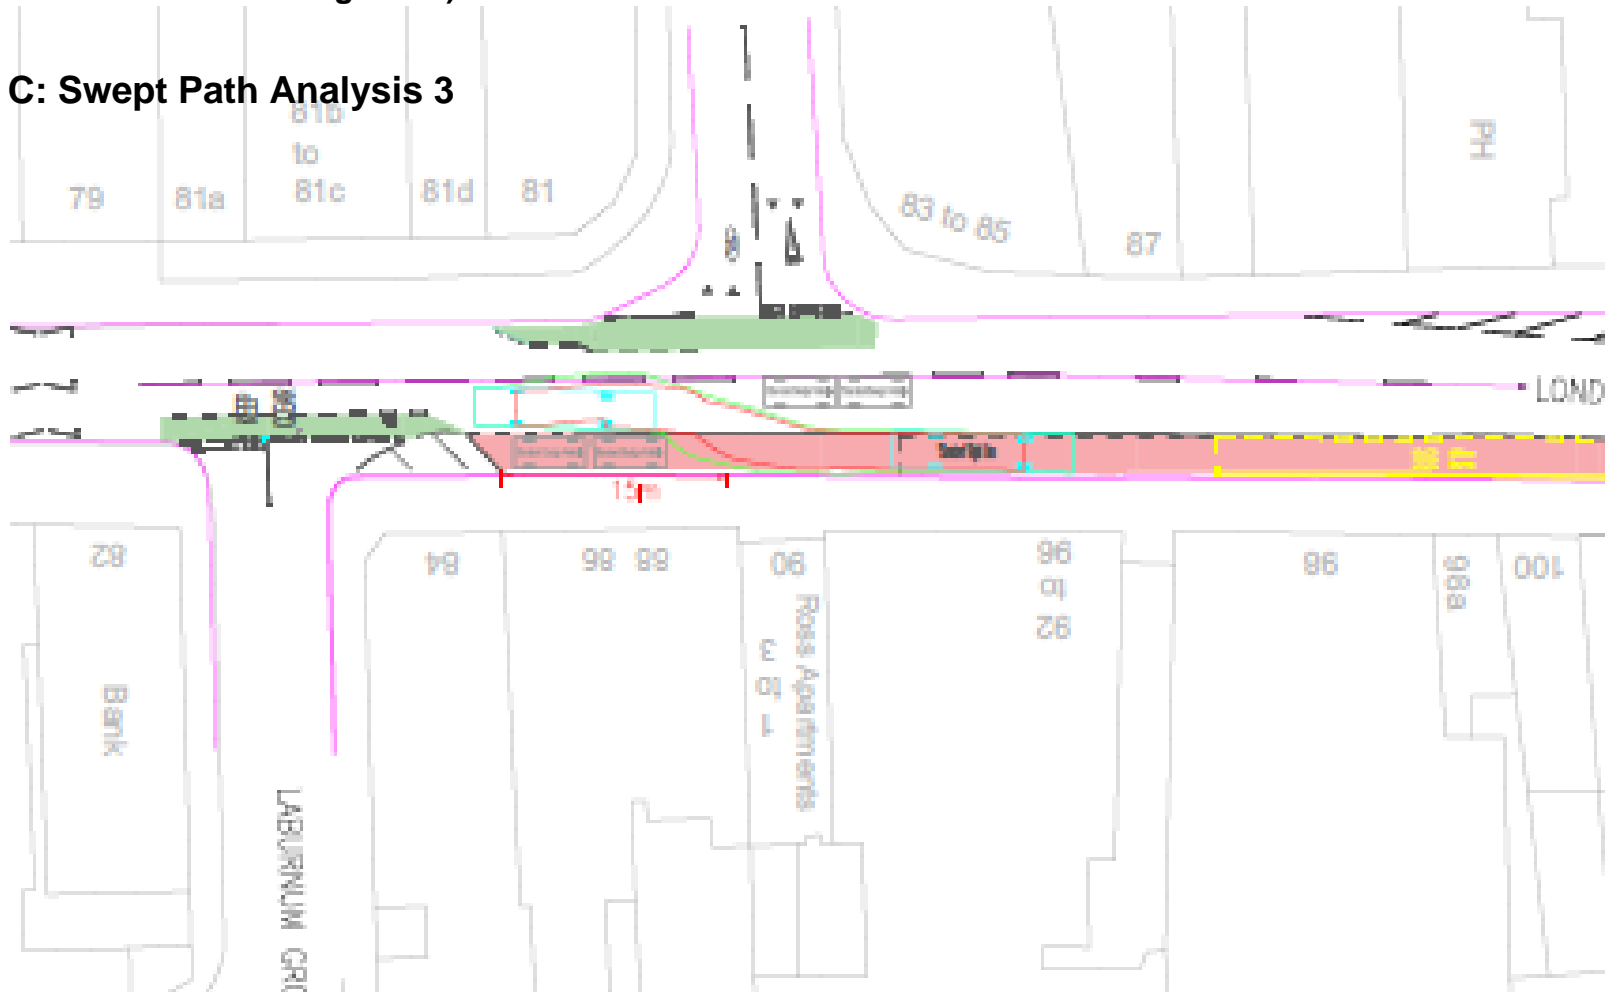 C: Swept Path Analysis 3
81b
to
81c
79
81a
81d
81
83 to 85
87
PH
LOND
15m
82
84
86
88
90
96
to
92
98
98a
100
Ross Apartments
3
to
1
Bank
LABURNUM GRO